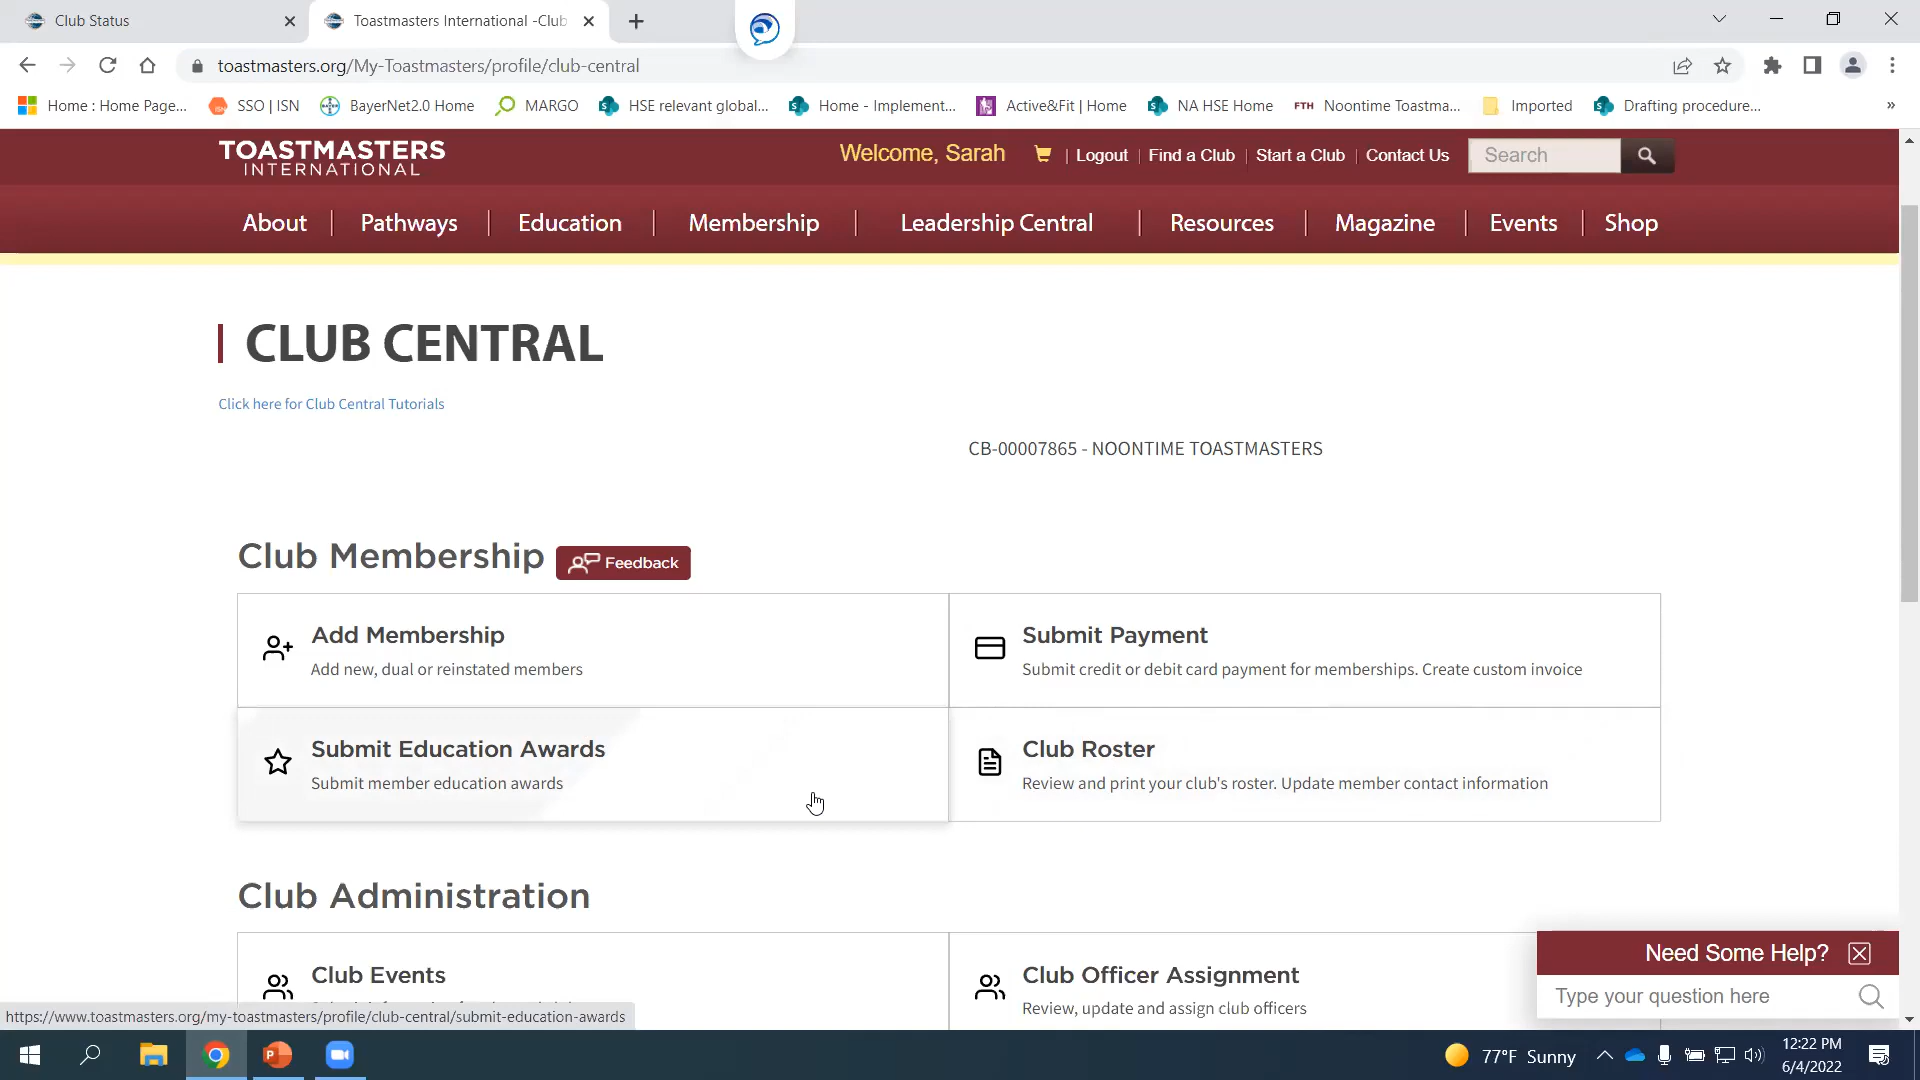 Club Status
Toastmasters International -Club
toastmasters.org/My-Toastmasters/profile/club-central
Home : Home Page...
SSO | ISN
BayerNet2.0 Home
MARGO
HSE relevant global...
Home - Implement...
Active&Fit | Home
NA HSE Home
FTH Noontime Toastma...
Imported
Drafting procedure...
»
TOASTMASTERS
INTERNATIONAL
Welcome, Sarah
| Logout | Find a Club | Start a Club | Contact Us
Search
About
Pathways
Education
Membership
Leadership Central
Resources
Magazine
Events
Shop
CLUB CENTRAL
Click here for Club Central Tutorials
CB-00007865 - NOONTIME TOASTMASTERS
Club Membership
Feedback
Add Membership
Add new, dual or reinstated members
Submit Payment
Submit credit or debit card payment for memberships. Create custom invoice
Submit Education Awards
Submit member education awards
Club Roster
Review and print your club's roster. Update member contact information
Club Administration
Club Events
Club Officer Assignment
Review, update and assign club officers
Need Some Help?
Type your question here
https://www.toastmasters.org/my-toastmasters/profile/club-central/submit-education-awards
77°F Sunny
12:22 PM
6/4/2022